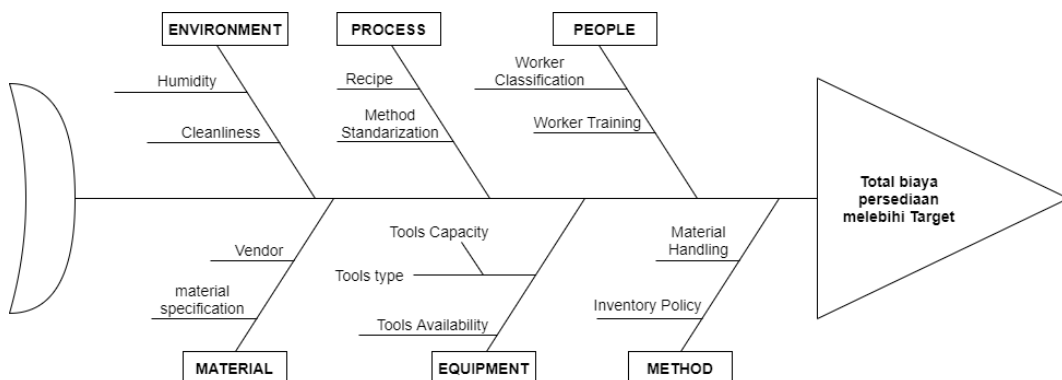 ENVIRONMENT
PROCESS
PEOPLE
Humidity
Cleanliness
Recipe
Method
Standarization
Worker
Classification
Worker Training
Total biaya
persediaan
melebihi Target
Vendor
material
specification
Tools Capacity
Tools type
Tools Availability
Material
Handling
Inventory Policy
MATERIAL
EQUIPMENT
METHOD